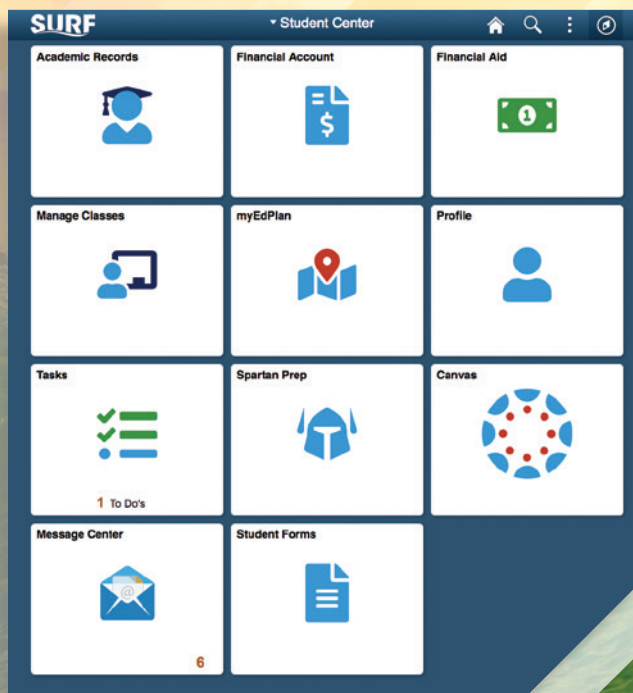 SURF
Student Center
Academic Records
Financial Account
Financial Aid
$
1
Manage Classes
myEdPlan
Profile
Tasks
Spartan Prep
Canvas
1 To Do's
Message Center
Student Forms
@
6